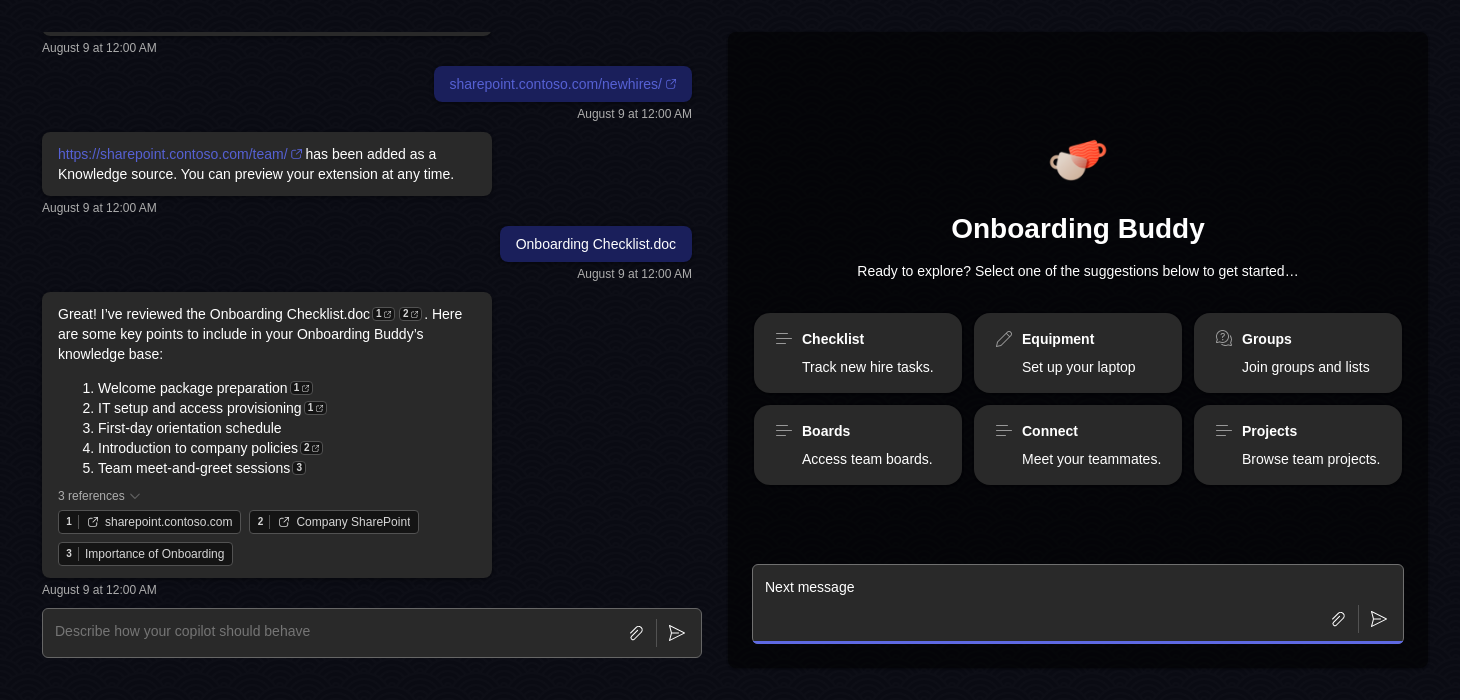 August 9 at 12:00 AM
sharepoint.contoso.com/newhires/
August 9 at 12:00 AM
https://sharepoint.contoso.com/team/ has been added as a
Knowledge source. You can preview your extension at any time.
August 9 at 12:00 AM
Onboarding Checklist.doc
August 9 at 12:00 AM
Great! I’ve reviewed the Onboarding Checklist.doc 1 2 . Here
are some key points to include in your Onboarding Buddy’s
knowledge base:
1. Welcome package preparation 1
2. IT setup and access provisioning 1
3. First-day orientation schedule
4. Introduction to company policies 2
5. Team meet-and-greet sessions 3
3 references
1 sharepoint.contoso.com
2 Company SharePoint
3 Importance of Onboarding
August 9 at 12:00 AM
Describe how your copilot should behave
Onboarding Buddy
Ready to explore? Select one of the suggestions below to get started…
Checklist
Track new hire tasks.
Equipment
Set up your laptop
Groups
Join groups and lists
Boards
Access team boards.
Connect
Meet your teammates.
Projects
Browse team projects.
Next message